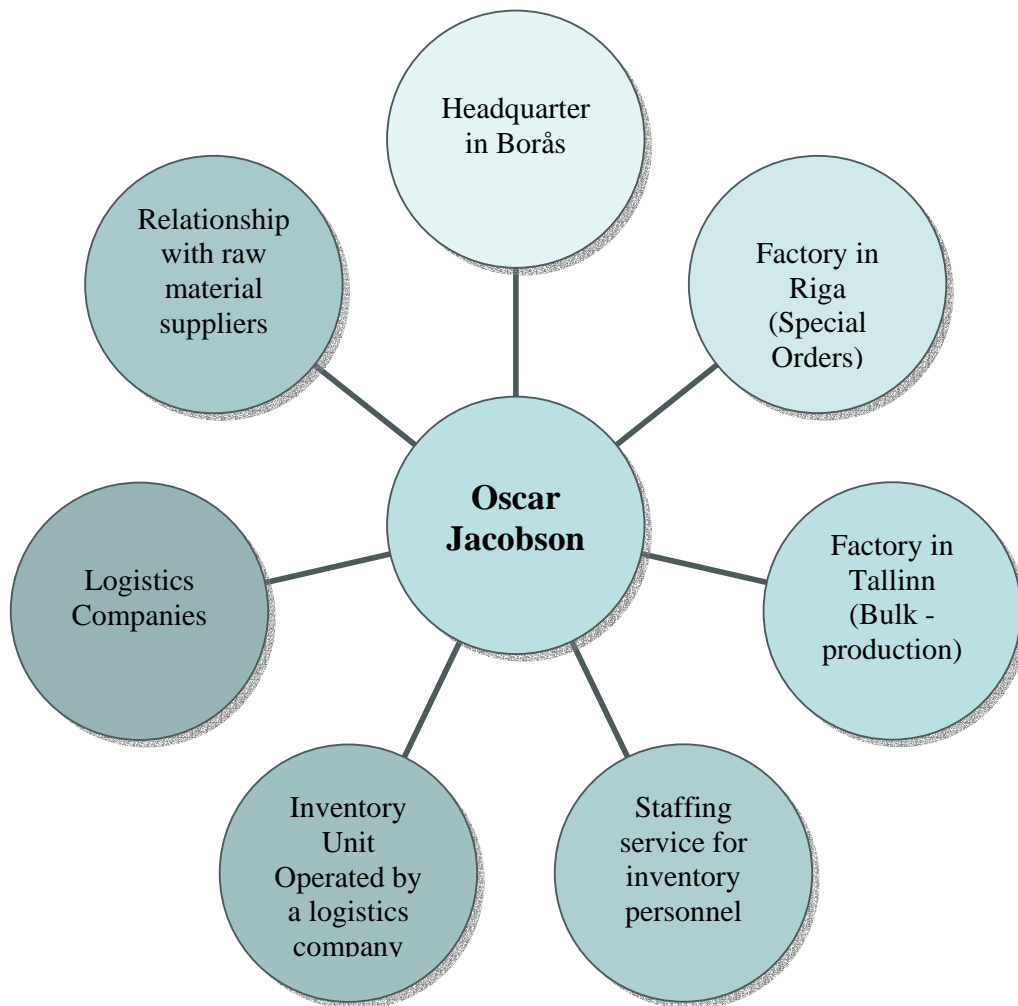 Headquarter
in Borås
Relationship
with raw
material
suppliers
Factory in
Riga
(Special
Orders)
Oscar
Jacobson
Logistics
Companies
Factory in
Tallinn
(Bulk -
production)
Inventory
Unit
Operated by
a logistics
company
Staffing
service for
inventory
personnel